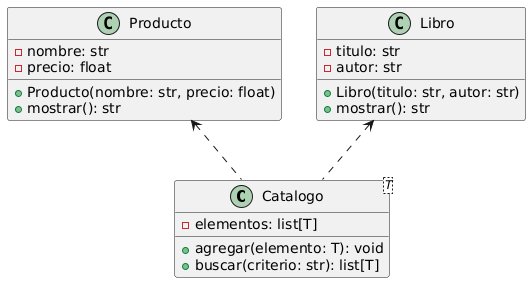 C Producto
nombre: str
precio: float
Producto(nombre: str, precio: float)
mostrar(): str
C Libro
titulo: str
autor: str
Libro(titulo: str, autor: str)
mostrar(): str
C Catalogo
T
elementos: list[T]
agregar(elemento: T): void
buscar(criterio: str): list[T]